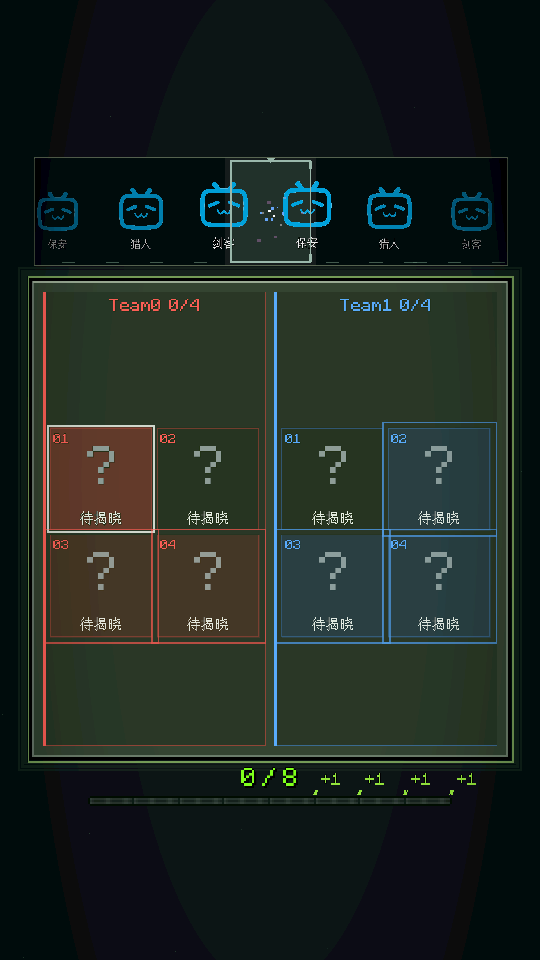 保安 猎人 剑客 保安 猎人 剑客
Team0 0/4 Team1 0/4
01 02 01 02
? ? ? ?
待揭晓 待揭晓 待揭晓 待揭晓
03 04 03 04
? ? ? ?
待揭晓 待揭晓 待揭晓 待揭晓
0/8 +1 +1 +1 +1